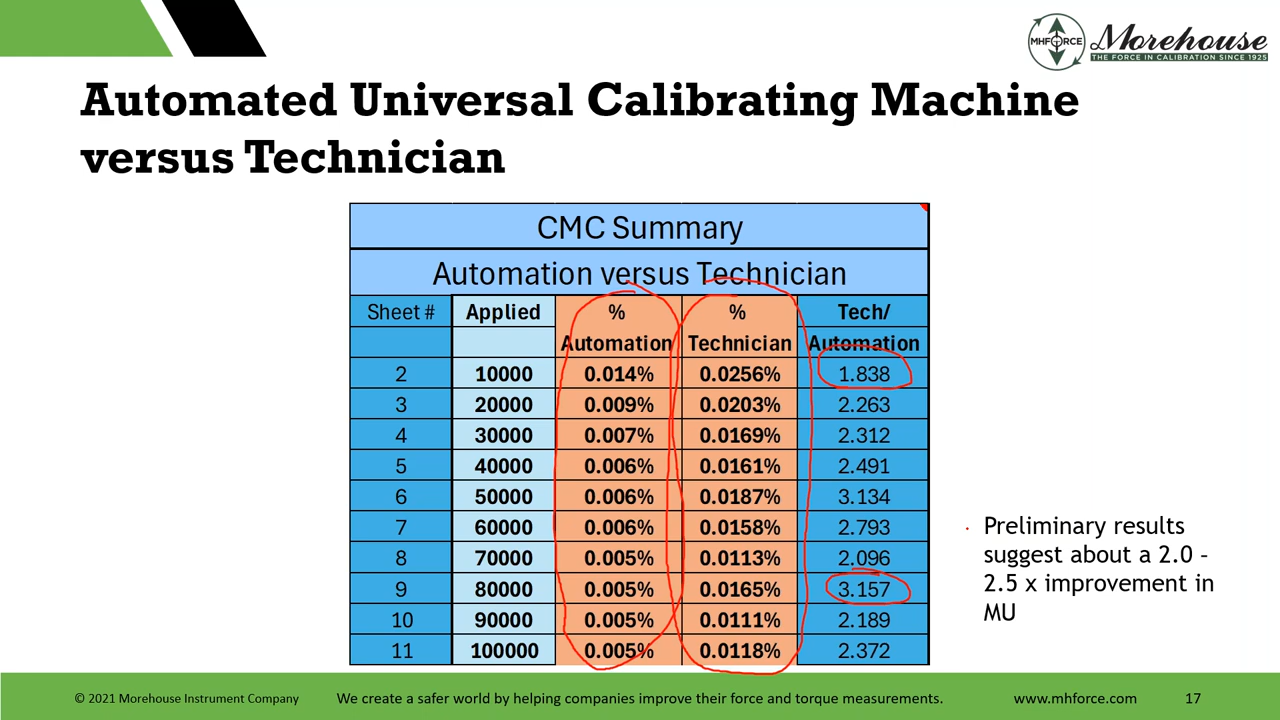 MHFORCE Morehouse
THE FORCE IN CALIBRATION SINCE 1925
Automated Universal Calibrating Machine
versus Technician
CMC Summary
Automation versus Technician
Sheet # Applied % % Tech/
Automation Technician Automation
2 10000 0.014% 0.0256% 1.838
3 20000 0.009% 0.0203% 2.263
4 30000 0.007% 0.0169% 2.312
5 40000 0.006% 0.0161% 2.491
6 50000 0.006% 0.0187% 3.134
7 60000 0.006% 0.0158% 2.793
8 70000 0.005% 0.0113% 2.096
9 80000 0.005% 0.0165% 3.157
10 90000 0.005% 0.0111% 2.189
11 100000 0.005% 0.0118% 2.372
• Preliminary results
suggest about a 2.0 –
2.5 x improvement in
MU
© 2021 Morehouse Instrument Company We create a safer world by helping companies improve their force and torque measurements. www.mhforce.com 17